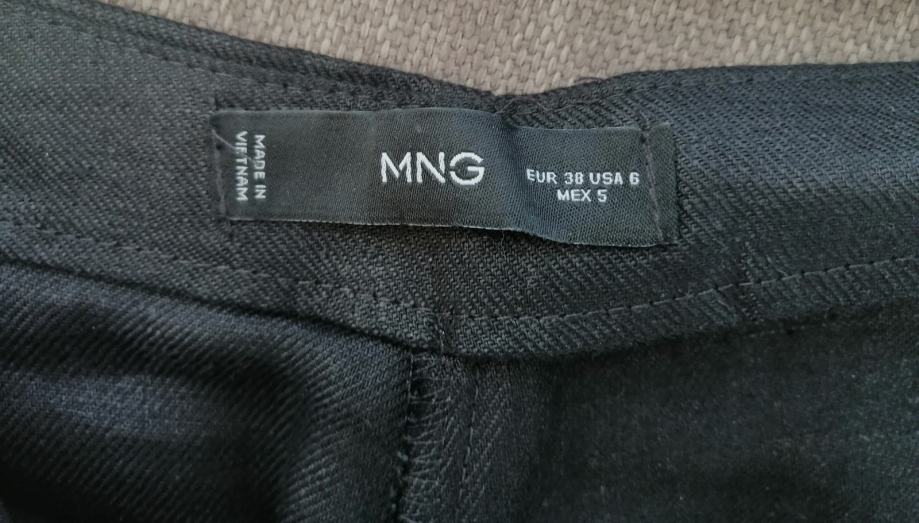 MADE IN
VIETNAM
MNG
EUR 38 USA 6
MEX 5